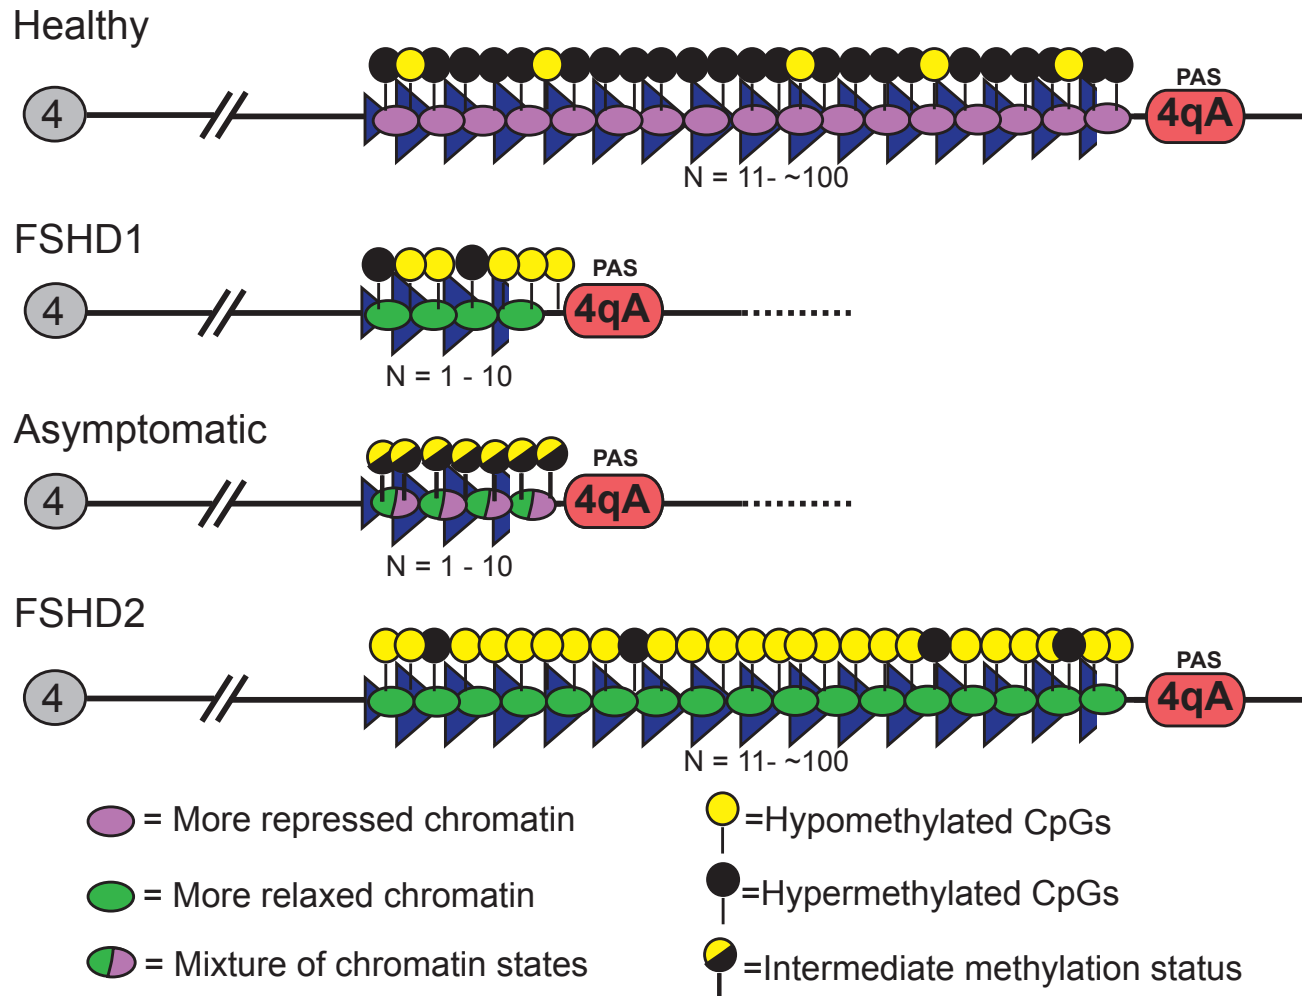 Healthy
PAS
4
4qA
N = 11- ~100
FSHD1
PAS
4
4qA
N = 1 - 10
Asymptomatic
PAS
4
4qA
N = 1 - 10
FSHD2
PAS
4
4qA
N = 11- ~100
= More repressed chromatin
=Hypomethylated CpGs
= More relaxed chromatin
=Hypermethylated CpGs
= Mixture of chromatin states
=Intermediate methylation status